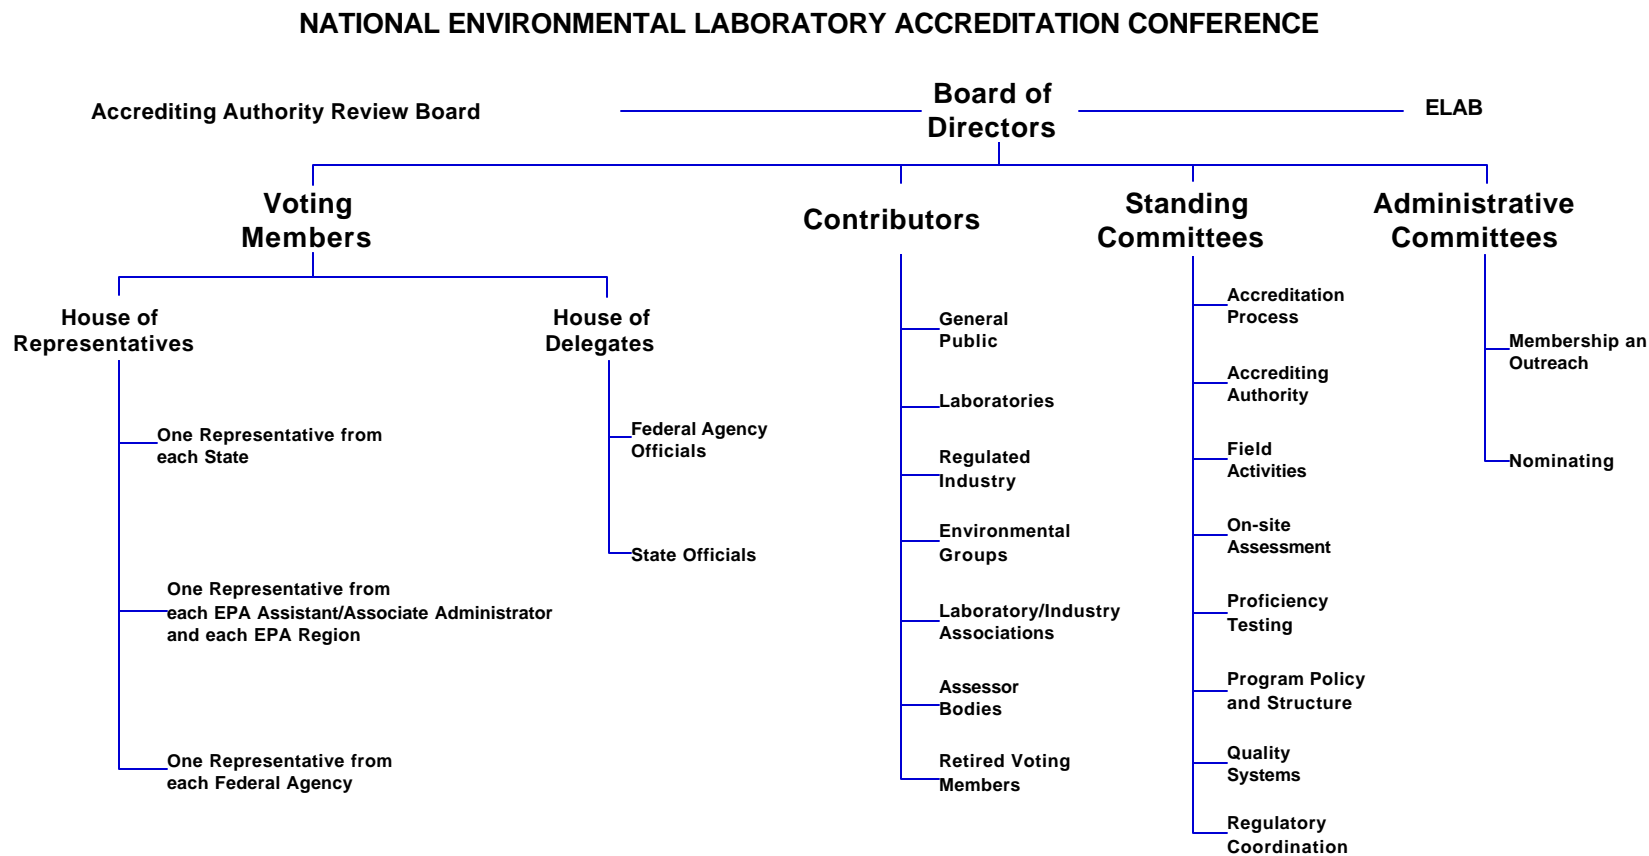 NATIONAL ENVIRONMENTAL LABORATORY ACCREDITATION CONFERENCE
Accrediting Authority Review Board
Board of
Directors
ELAB
Voting
Members
Contributors
Standing
Committees
Administrative
Committees
House of
Representatives
One Representative from
each State
One Representative from
each EPA Assistant/Associate Administrator
and each EPA Region
One Representative from
each Federal Agency
House of
Delegates
Federal Agency
Officials
State Officials
General
Public
Laboratories
Regulated
Industry
Environmental
Groups
Laboratory/Industry
Associations
Assessor
Bodies
Retired Voting
Members
Accreditation
Process
Accrediting
Authority
Field
Activities
On-site
Assessment
Proficiency
Testing
Program Policy
and Structure
Quality
Systems
Regulatory
Coordination
Membership an
Outreach
Nominating